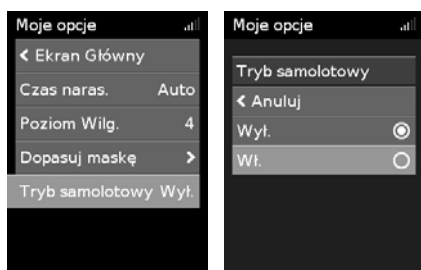 Moje opcje
< Ekran Główny
Czas naras. Auto
Poziom Wilg. 4
Dopasuj maskę >
Tryb samolotowy Wył.
Moje opcje
Tryb samolotowy
< Anuluj
Wył.
Wł.